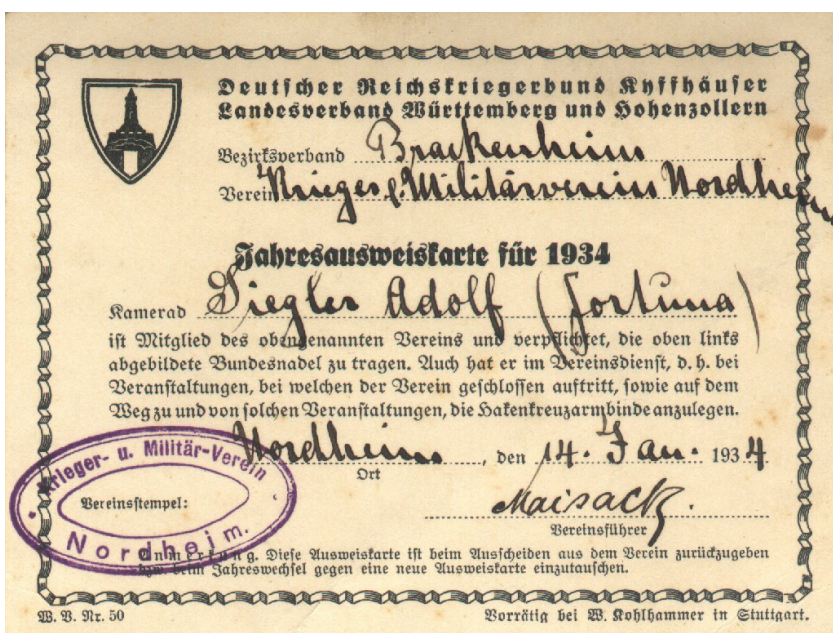 Deutscher Reichskriegerbund Kyffhäuser
Landesverband Württemberg und Hohenzollern
Bezirksverband Brackenheim
Verein Krieger & Militärverein Nordheim
Jahresausweiskarte für 1934
Kamerad Siegler Adolf (Fortuna)
ist Mitglied des obengenannten Vereins und verpflichtet, die oben links
abgebildete Bundesnadel zu tragen. Auch hat er im Vereinsdienst, d. h. bei
Veranstaltungen, bei welchen der Verein geschlossen auftritt, sowie auf dem
Weg zu und von solchen Veranstaltungen, die Hakenkreuzarmbinde anzulegen.
Nordheim, den 14. Jan. 1934
Ort
Krieger- u. Militär-Verein
Nordheim.
Vereinsstempel:
Maisack
Vereinsführer
Anmerkung. Diese Ausweiskarte ist beim Ausscheiden aus dem Verein zurückzugeben
bzw. beim Jahreswechsel gegen eine neue Ausweiskarte einzutauschen.
W. V. Nr. 50
Vorrätig bei W. Kohlhammer in Stuttgart.